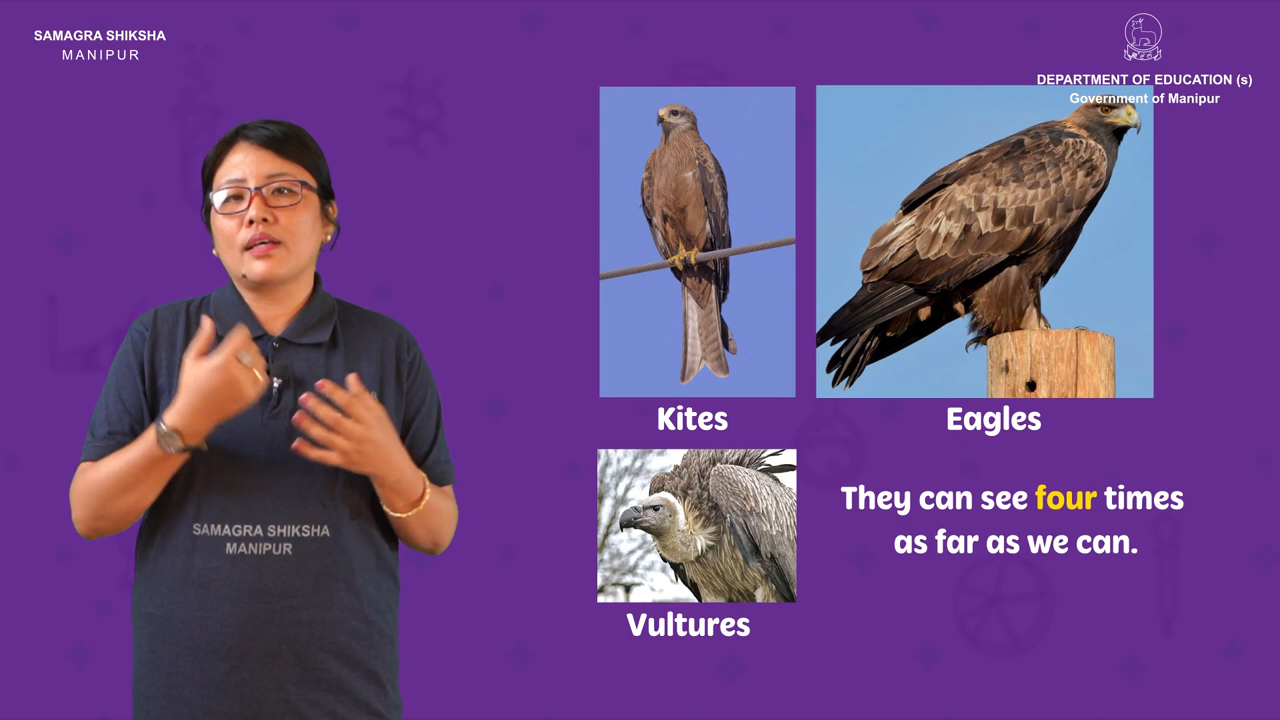 SAMAGRA SHIKSHA
MANIPUR
DEPARTMENT OF EDUCATION (s)
Government of Manipur
Kites
Eagles
They can see four times
as far as we can.
Vultures
SAMAGRA SHIKSHA
MANIPUR